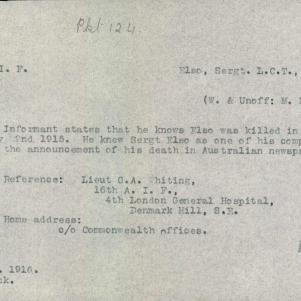 Pkt 124.
I. F. Elso, Sergt. L.C.T.,
(W. & Unoff: M.
Informant states that he knows Elso was killed in
2nd 1915. He knew Sergt Elso as one of his comp
the announcement of his death in Australian newspa
Reference: Lieut C.A. Whiting,
16th A. I. F.,
4th London General Hospital,
Denmark Hill, S.E.
Home address:
c/o Commonwealth offices.
. 1916.
ck.